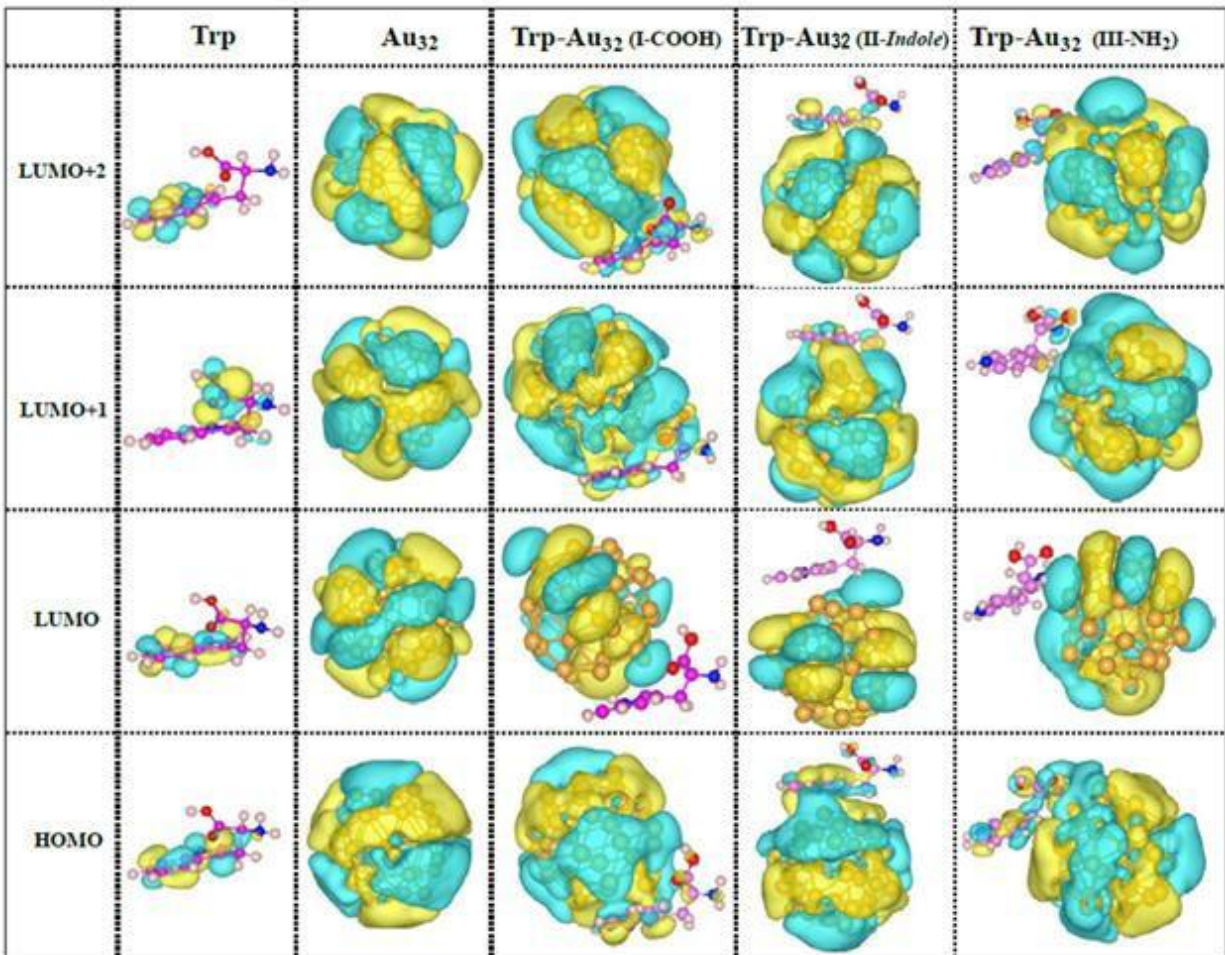 Trp Au₃₂ Trp-Au₃₂ (I-COOH) Trp-Au₃₂ (II-Indole) Trp-Au₃₂ (III-NH₂)
LUMO+2
LUMO+1
LUMO
HOMO